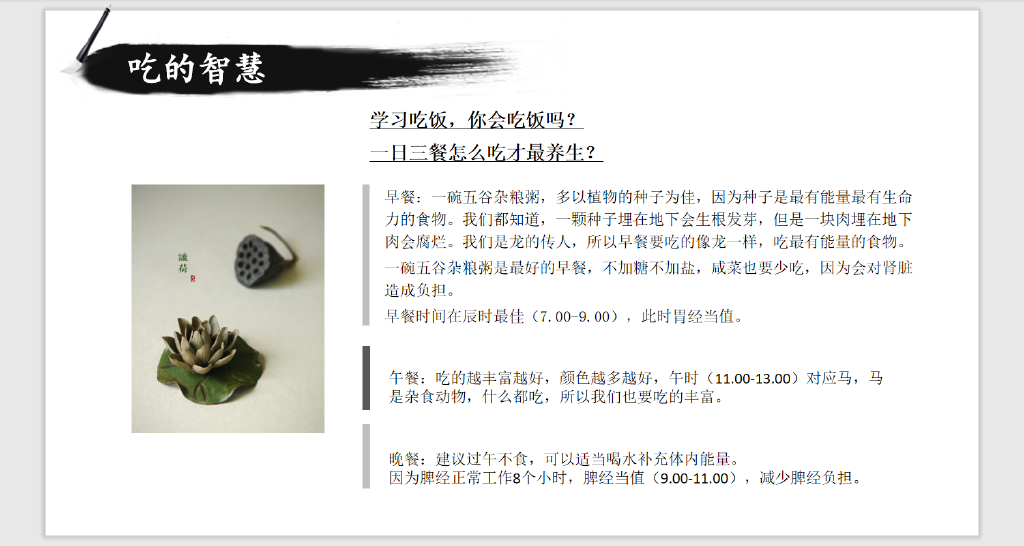 吃的智慧
学习吃饭，你会吃饭吗？
一日三餐怎么吃才最养生？
早餐：一碗五谷杂粮粥，多以植物的种子为佳，因为种子是最有能量最有生命
力的食物。我们都知道，一颗种子埋在地下会生根发芽，但是一块肉埋在地下
肉会腐烂。我们是龙的传人，所以早餐要吃的像龙一样，吃最有能量的食物。
一碗五谷杂粮粥是最好的早餐，不加糖不加盐，咸菜也要少吃，因为会对肾脏
造成负担。
早餐时间在辰时最佳（7.00-9.00），此时胃经当值。
午餐：吃的越丰富越好，颜色越多越好，午时（11.00-13.00）对应马，马
是杂食动物，什么都吃，所以我们也要吃的丰富。
晚餐：建议过午不食，可以适当喝水补充体内能量。
因为脾经正常工作8个小时，脾经当值（9.00-11.00），减少脾经负担。